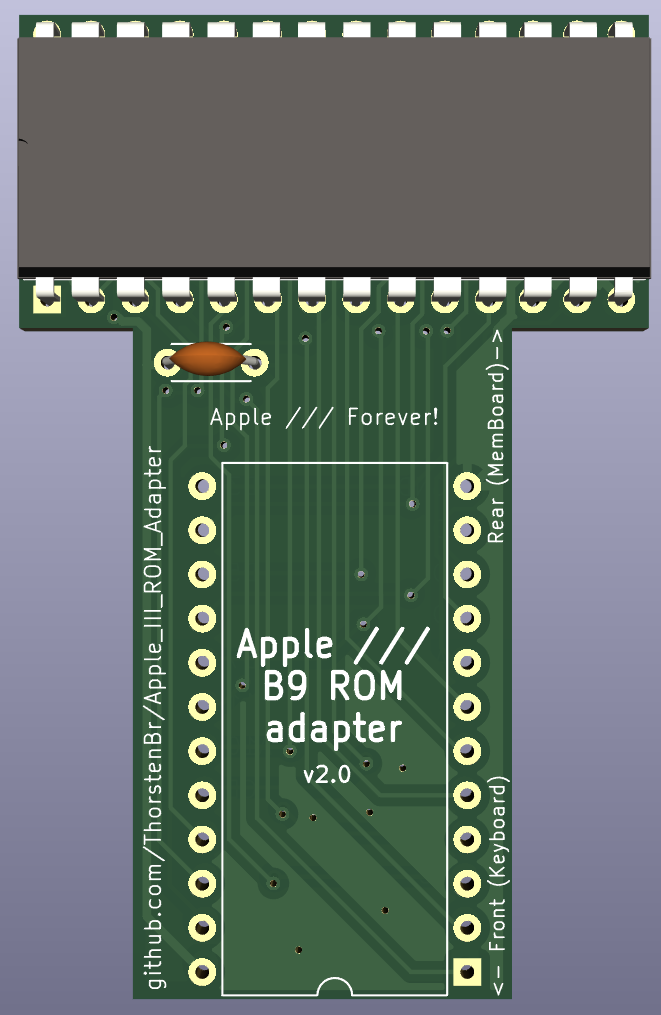 Apple /// Forever!
github.com/ThorstenBr/Apple_III_ROM_Adapter
Rear (MemBoard)—>
Apple ///
B9 ROM
adapter
v2.0
<— Front (Keyboard)